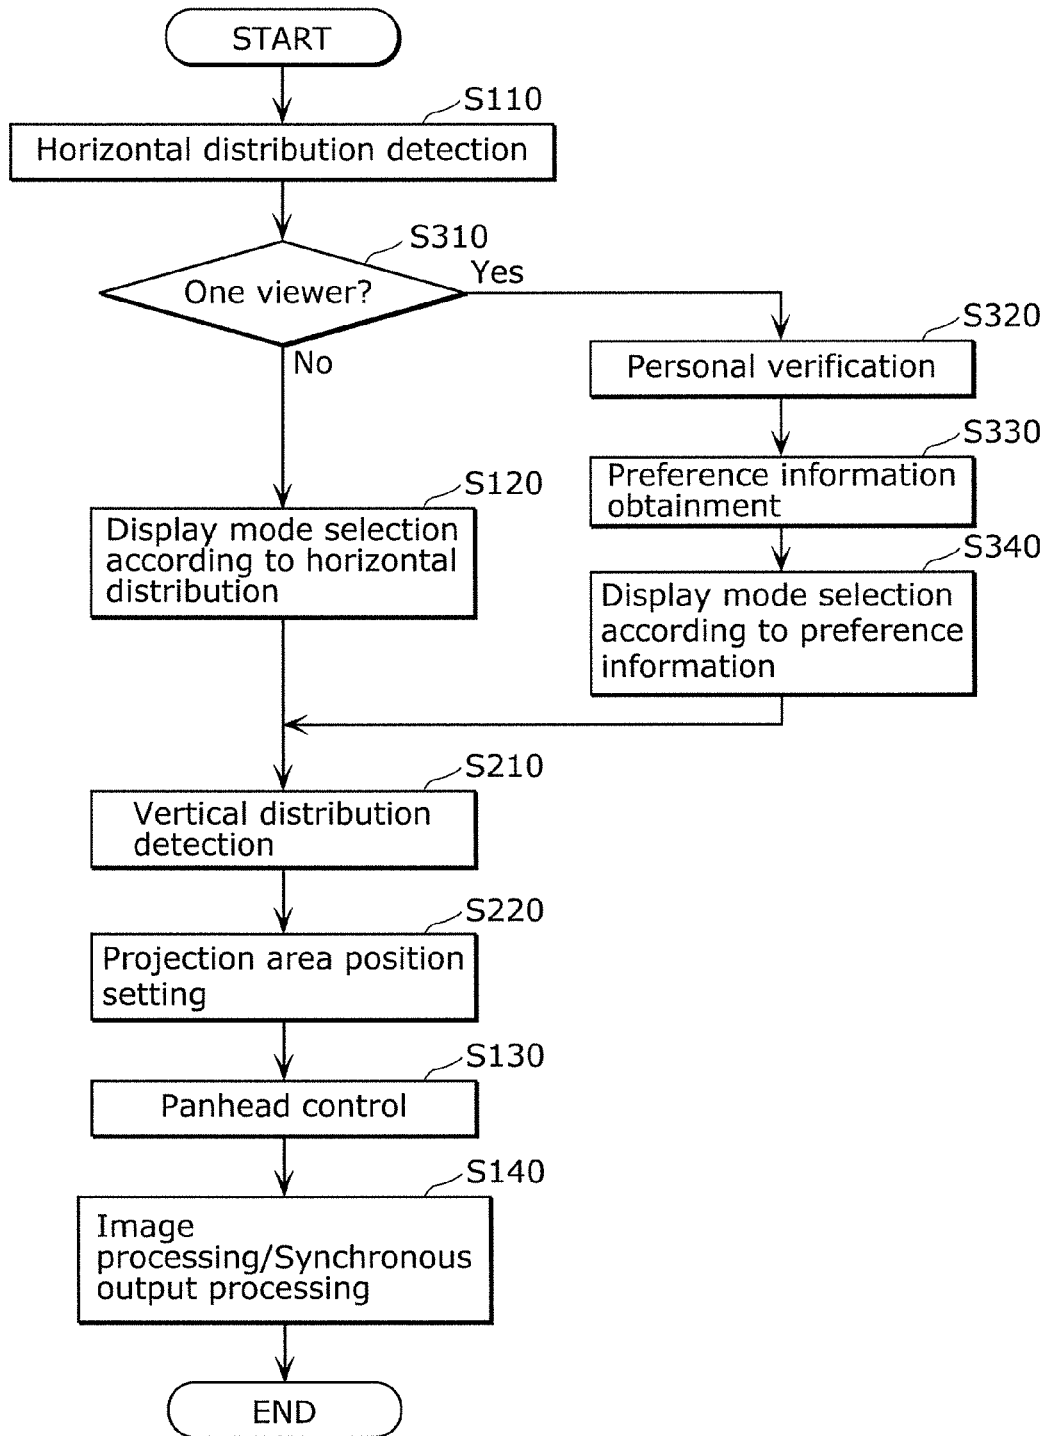 START
S110
Horizontal distribution detection
S310
One viewer?
Yes
No
S320
Personal verification
S330
Preference information
obtainment
S340
Display mode selection
according to preference
information
S120
Display mode selection
according to horizontal
distribution
S210
Vertical distribution
detection
S220
Projection area position
setting
S130
Panhead control
S140
Image
processing/Synchronous
output processing
END